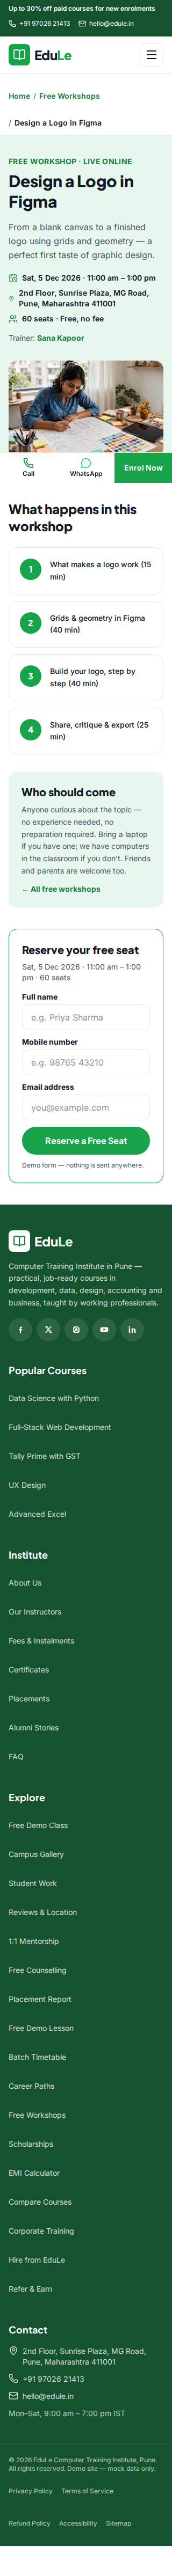 Up to 30% off paid courses for new enrolments
+91 97026 21413 hello@edule.in
EduLe
Home / Free Workshops
/ Design a Logo in Figma
FREE WORKSHOP · LIVE ONLINE
Design a Logo in
Figma
From a blank canvas to a finished
logo using grids and geometry — a
perfect first taste of graphic design.
Sat, 5 Dec 2026 · 11:00 am – 1:00 pm
2nd Floor, Sunrise Plaza, MG Road,
Pune, Maharashtra 411001
60 seats · Free, no fee
Trainer: Sana Kapoor
Call
WhatsApp
Enrol Now
What happens in this
workshop
1
What makes a logo work (15
min)
2
Grids & geometry in Figma
(40 min)
3
Build your logo, step by
step (40 min)
4
Share, critique & export (25
min)
Who should come
Anyone curious about the topic —
no experience needed, no
preparation required. Bring a laptop
if you have one; we have computers
in the classroom if you don't. Friends
and parents are welcome too.
← All free workshops
Reserve your free seat
Sat, 5 Dec 2026 · 11:00 am – 1:00
pm · 60 seats
Full name
e.g. Priya Sharma
Mobile number
e.g. 98765 43210
Email address
you@example.com
Reserve a Free Seat
Demo form — nothing is sent anywhere.
EduLe
Computer Training Institute in Pune —
practical, job-ready courses in
development, data, design, accounting and
business, taught by working professionals.
Popular Courses
Data Science with Python
Full-Stack Web Development
Tally Prime with GST
UX Design
Advanced Excel
Institute
About Us
Our Instructors
Fees & Instalments
Certificates
Placements
Alumni Stories
FAQ
Explore
Free Demo Class
Campus Gallery
Student Work
Reviews & Location
1:1 Mentorship
Free Counselling
Placement Report
Free Demo Lesson
Batch Timetable
Career Paths
Free Workshops
Scholarships
EMI Calculator
Compare Courses
Corporate Training
Hire from EduLe
Refer & Earn
Contact
2nd Floor, Sunrise Plaza, MG Road,
Pune, Maharashtra 411001
+91 97026 21413
hello@edule.in
Mon–Sat, 9:00 am – 7:00 pm IST
© 2026 EduLe Computer Training Institute, Pune.
All rights reserved. Demo site — mock data only.
Privacy Policy Terms of Service
Refund Policy Accessibility Sitemap